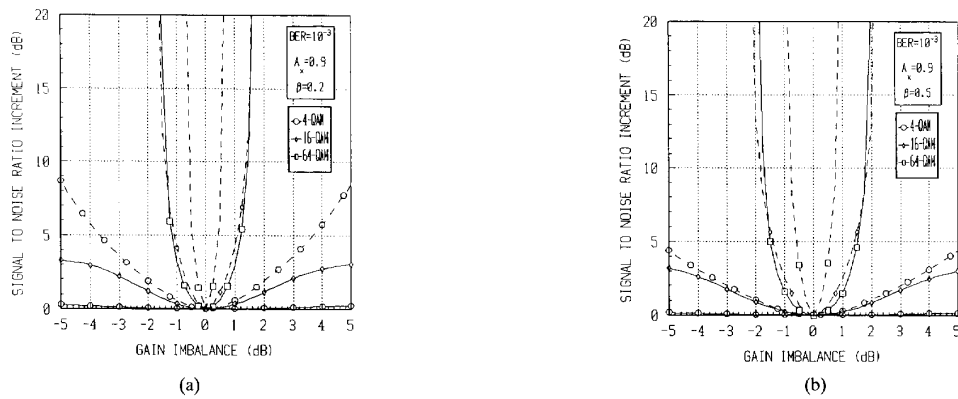 SIGNAL TO NOISE RATIO INCREMENT (dB)
20
15
10
5
0
BER=10⁻³
Aₓ=0.9
β=0.2
4-QAM
16-QAM
64-QAM
-5 -4 -3 -2 -1 0 1 2 3 4 5
GAIN IMBALANCE (dB)
(a)
SIGNAL TO NOISE RATIO INCREMENT (dB)
20
15
10
5
0
BER=10⁻³
Aₓ=0.9
β=0.5
4-QAM
16-QAM
64-QAM
-5 -4 -3 -2 -1 0 1 2 3 4 5
GAIN IMBALANCE (dB)
(b)